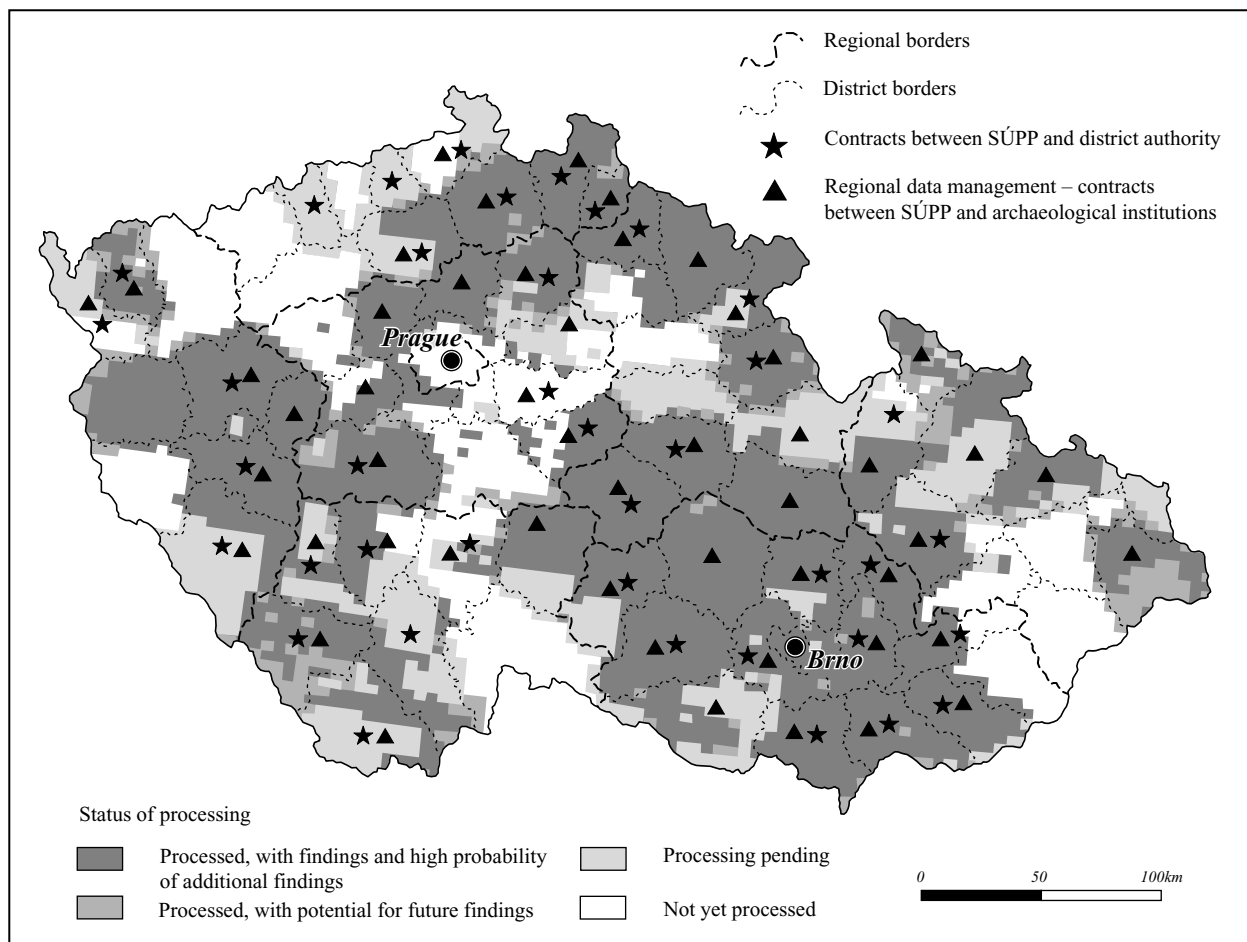 Regional borders
District borders
Contracts between SÚPP and district authority
Regional data management – contracts
between SÚPP and archaeological institutions
Prague
Brno
Status of processing
Processed, with findings and high probability
of additional findings
Processed, with potential for future findings
Processing pending
Not yet processed
0 50 100km